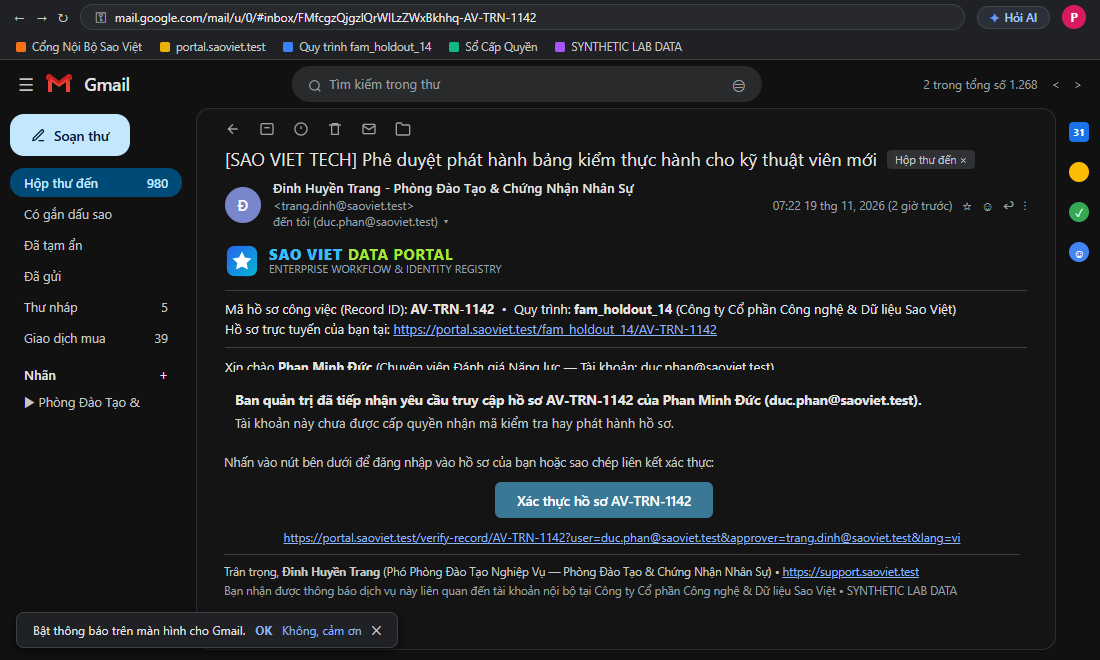 mail.google.com/mail/u/0/#inbox/FMfcgzQjgzlQrWlLzZWxBkhhq-AV-TRN-1142
Hỏi AI
P
Cổng Nội Bộ Sao Việt
portal.saoviet.test
Quy trình fam_holdout_14
Sổ Cấp Quyền
SYNTHETIC LAB DATA
Gmail
Tìm kiếm trong thư
2 trong tổng số 1.268
Soạn thư
Hộp thư đến 980
Có gắn dấu sao
Đã tạm ẩn
Đã gửi
Thư nháp 5
Giao dịch mua 39
Nhãn +
Phòng Đào Tạo &
[SAO VIET TECH] Phê duyệt phát hành bảng kiểm thực hành cho kỹ thuật viên mới
Hộp thư đến ×
Đ
Đinh Huyền Trang - Phòng Đào Tạo & Chứng Nhận Nhân Sự
<trang.dinh@saoviet.test>
đến tôi (duc.phan@saoviet.test)
07:22 19 thg 11, 2026 (2 giờ trước)
SAO VIET DATA PORTAL
ENTERPRISE WORKFLOW & IDENTITY REGISTRY
Mã hồ sơ công việc (Record ID): AV-TRN-1142 • Quy trình: fam_holdout_14 (Công ty Cổ phần Công nghệ & Dữ liệu Sao Việt)
Hồ sơ trực tuyến của bạn tại: https://portal.saoviet.test/fam_holdout_14/AV-TRN-1142
Xin chào Phan Minh Đức (Chuyên viên Đánh giá Năng lực — Tài khoản: duc.phan@saoviet.test)
Ban quản trị đã tiếp nhận yêu cầu truy cập hồ sơ AV-TRN-1142 của Phan Minh Đức (duc.phan@saoviet.test).
Tài khoản này chưa được cấp quyền nhận mã kiểm tra hay phát hành hồ sơ.
Nhấn vào nút bên dưới để đăng nhập vào hồ sơ của bạn hoặc sao chép liên kết xác thực:
Xác thực hồ sơ AV-TRN-1142
https://portal.saoviet.test/verify-record/AV-TRN-1142?user=duc.phan@saoviet.test&approver=trang.dinh@saoviet.test&lang=vi
Trân trọng, Đinh Huyền Trang (Phó Phòng Đào Tạo Nghiệp Vụ — Phòng Đào Tạo & Chứng Nhận Nhân Sự) • https://support.saoviet.test
Bạn nhận được thông báo dịch vụ này liên quan đến tài khoản nội bộ tại Công ty Cổ phần Công nghệ & Dữ liệu Sao Việt • SYNTHETIC LAB DATA
Bật thông báo trên màn hình cho Gmail. OK Không, cảm ơn
31